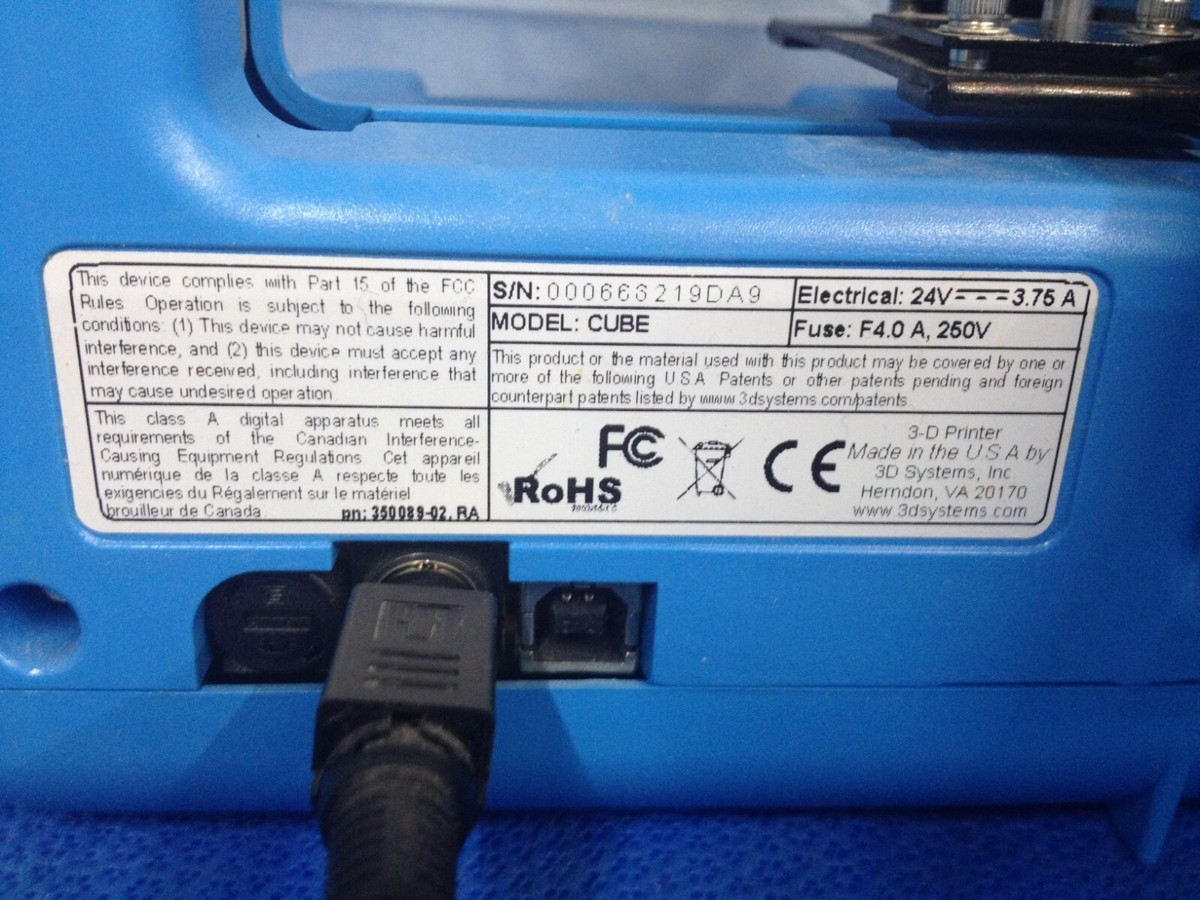 This device complies with Part 15 of the FCC
Rules Operation is subject to the following
conditions: (1) This device may not cause harmful
interference, and (2) this device must accept any
interference received, including interference that
may cause undesired operation
This class A digital apparatus meets all
requirements of the Canadian Interference-
Causing Equipment Regulations Cet appareil
numérique de la classe A respecte toute les
exigencies du Régalement sur le matériel
brouilleur de Canada. pn: 350089-02, RA
S/N: 000666219DA9
MODEL: CUBE
Electrical: 24V 3.75 A
Fuse: F4.0 A, 250V
This product or the material used with this product may be covered by one or
more of the following U.S.A Patents or other patents pending and foreign
counterpart patents listed by www.3dsystems.com/patents
RoHS
FC
CE
3-D Printer
Made in the U.S.A by
3D Systems, Inc.
Herndon, VA 20170
www.3dsystems.com